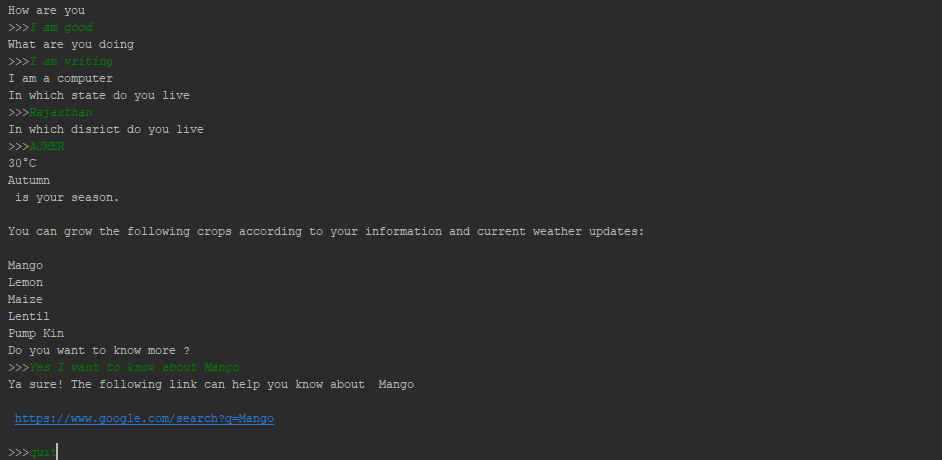 How are you
>>>I am good
What are you doing
>>>I am writing
I am a computer
In which state do you live
>>>Rajasthan
In which disrict do you live
>>>AJMER
30°C
Autumn
 is your season.
You can grow the following crops according to your information and current weather updates:
Mango
Lemon
Maize
Lentil
Pump Kin
Do you want to know more ?
>>>Yes I want to know about Mango
Ya sure! The following link can help you know about  Mango
 https://www.google.com/search?q=Mango
>>>quit